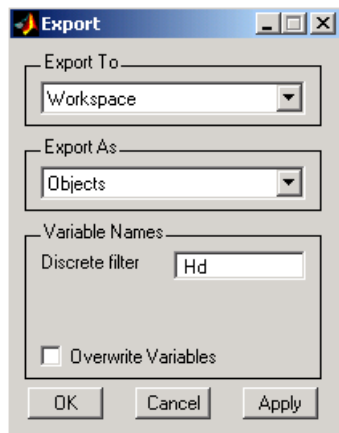 Export
Export To
Workspace
Export As
Objects
Variable Names
Discrete filter Hd
Overwrite Variables
OK Cancel Apply